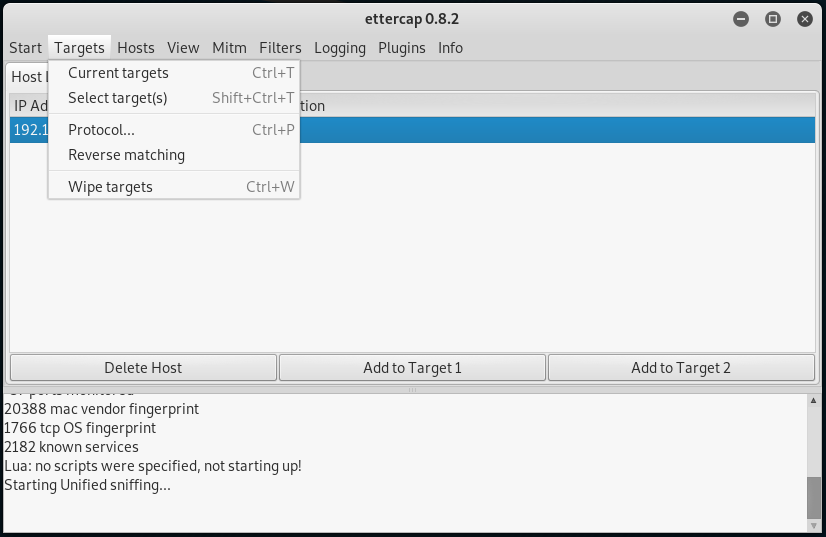 ettercap 0.8.2
Start Targets Hosts View Mitm Filters Logging Plugins Info
Host
Current targets Ctrl+T
Select target(s) Shift+Ctrl+T
IP Ad tion
Protocol... Ctrl+P
192.1
Reverse matching
Wipe targets Ctrl+W
Delete Host Add to Target 1 Add to Target 2
ports monitored
20388 mac vendor fingerprint
1766 tcp OS fingerprint
2182 known services
Lua: no scripts were specified, not starting up!
Starting Unified sniffing...